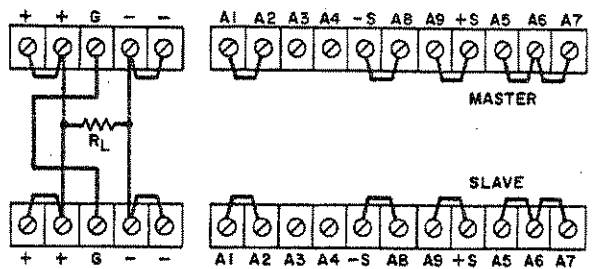 + + G - -
A1 A2 A3 A4 -S A8 A9 +S A5 A6 A7
MASTER
RL
SLAVE
+ + G - -
A1 A2 A3 A4 -S A8 A9 +S A5 A6 A7